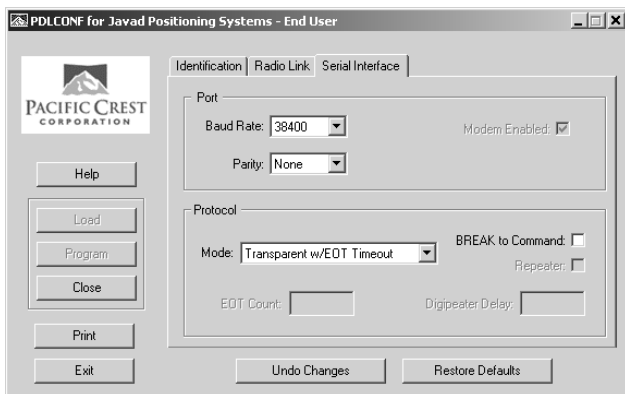 PDLCONF for Javad Positioning Systems - End User
PACIFIC CREST
CORPORATION
Help
Load
Program
Close
Print
Exit
Identification
Radio Link
Serial Interface
Port
Baud Rate: 38400
Modem Enabled:
Parity: None
Protocol
Mode: Transparent w/EOT Timeout
BREAK to Command:
Repeater:
EOT Count:
Digipeater Delay:
Undo Changes
Restore Defaults